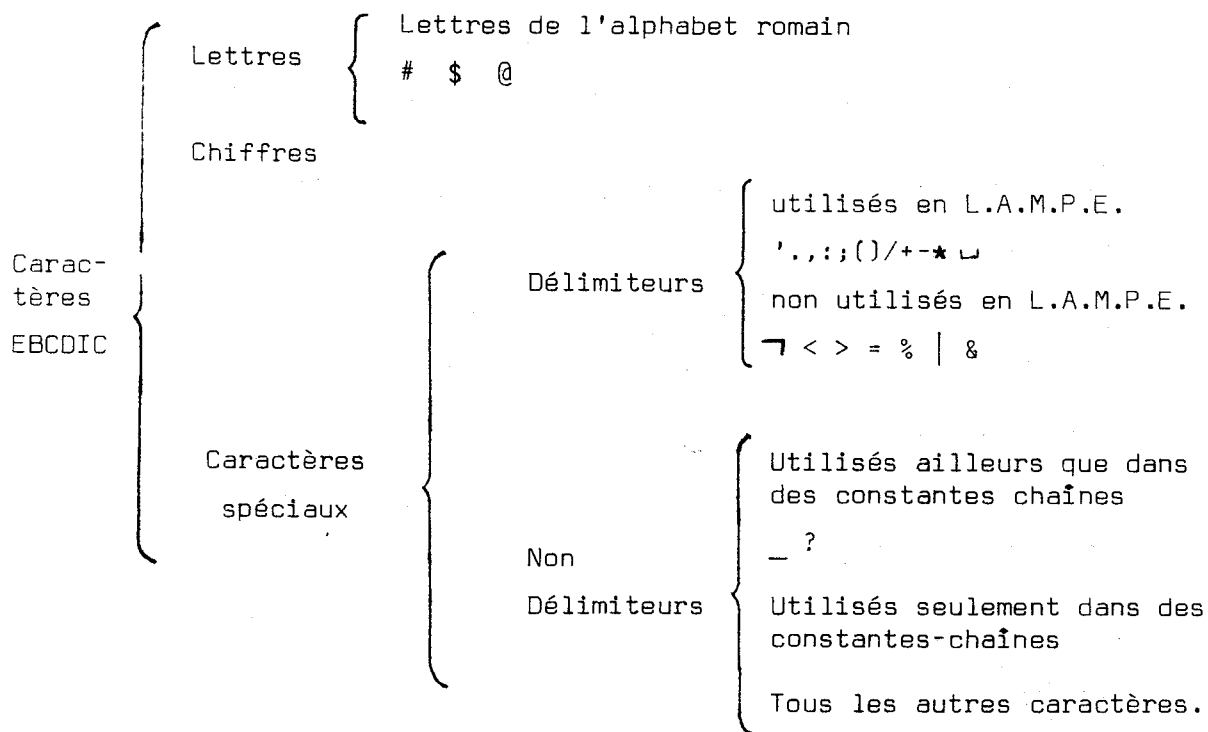 Lettres de l'alphabet romain
Lettres
# $ @
Chiffres
Carac-
tères
EBCDIC
utilisés en L.A.M.P.E.
'.,:;()/+-* ␣
Délimiteurs
non utilisés en L.A.M.P.E.
¬ < > = % | &
Caractères
spéciaux
Utilisés ailleurs que dans
des constantes chaînes
_ ?
Non
Délimiteurs
Utilisés seulement dans des
constantes-chaînes
Tous les autres caractères.